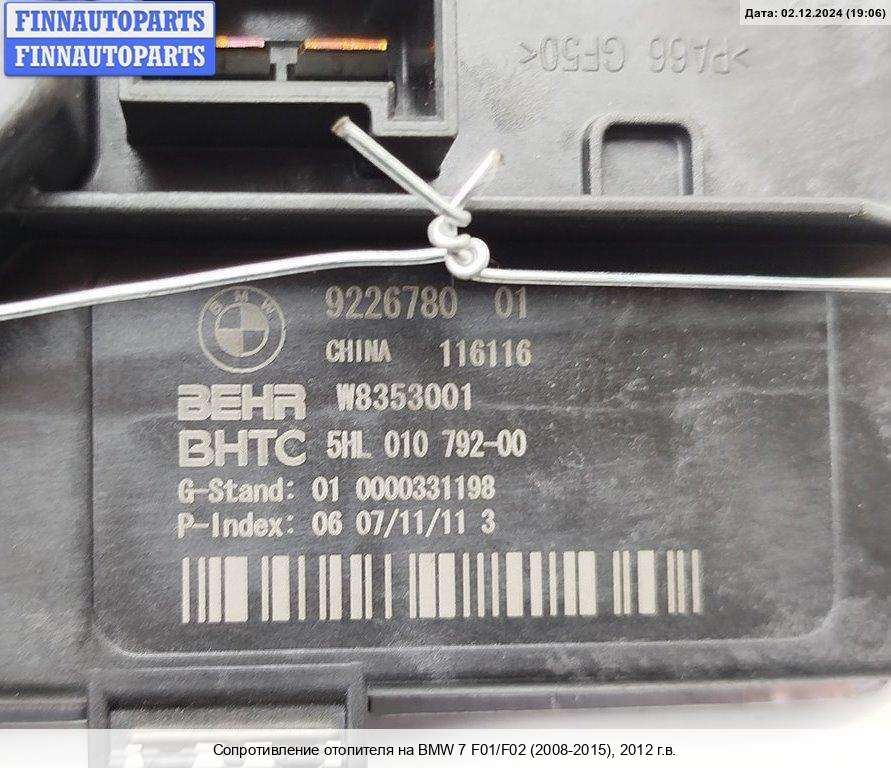 FINNAUTOPARTS
FINNAUTOPARTS
Дата: 02.12.2024 (19:06)
>PA66 GF50<
BMW
9226780 01
CHINA 116116
BEHR W8353001
BHTC 5HL 010 792-00
G-Stand: 01 0000331198
P-Index: 06 07/11/11 3
Сопротивление отопителя на BMW 7 F01/F02 (2008-2015), 2012 г.в.